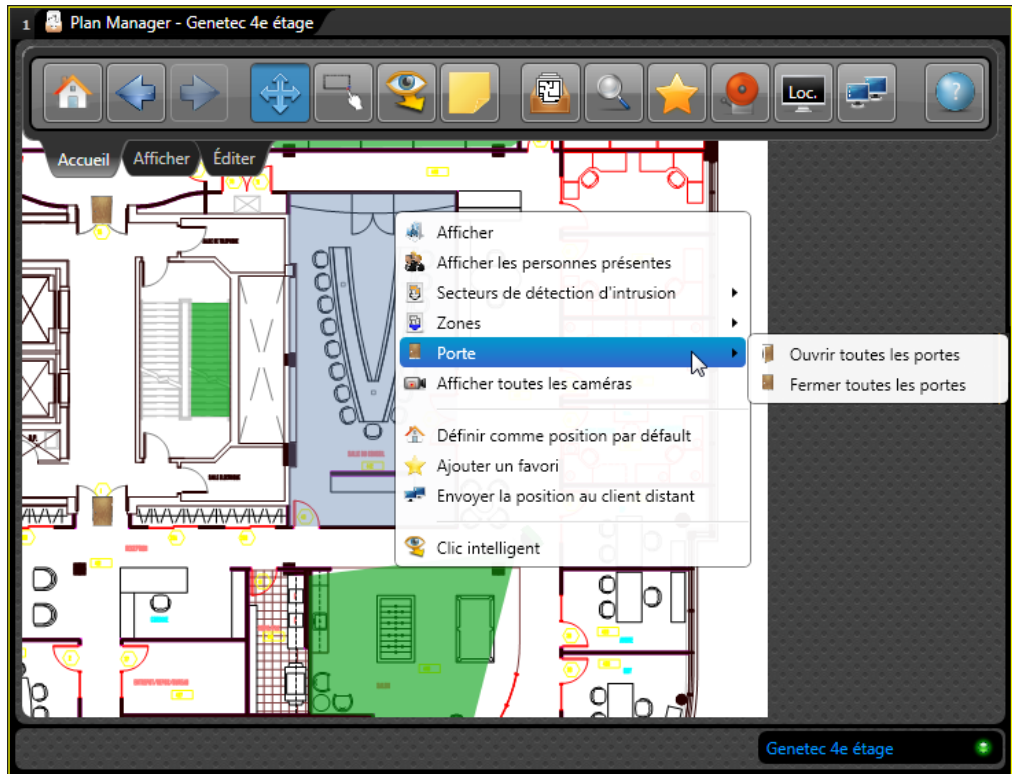 1 Plan Manager - Genetec 4e étage
Loc.
?
Accueil Afficher Éditer
Afficher
Afficher les personnes présentes
Secteurs de détection d'intrusion
Zones
Porte
Ouvrir toutes les portes
Fermer toutes les portes
Afficher toutes les caméras
Définir comme position par défault
Ajouter un favori
Envoyer la position au client distant
Clic intelligent
Genetec 4e étage